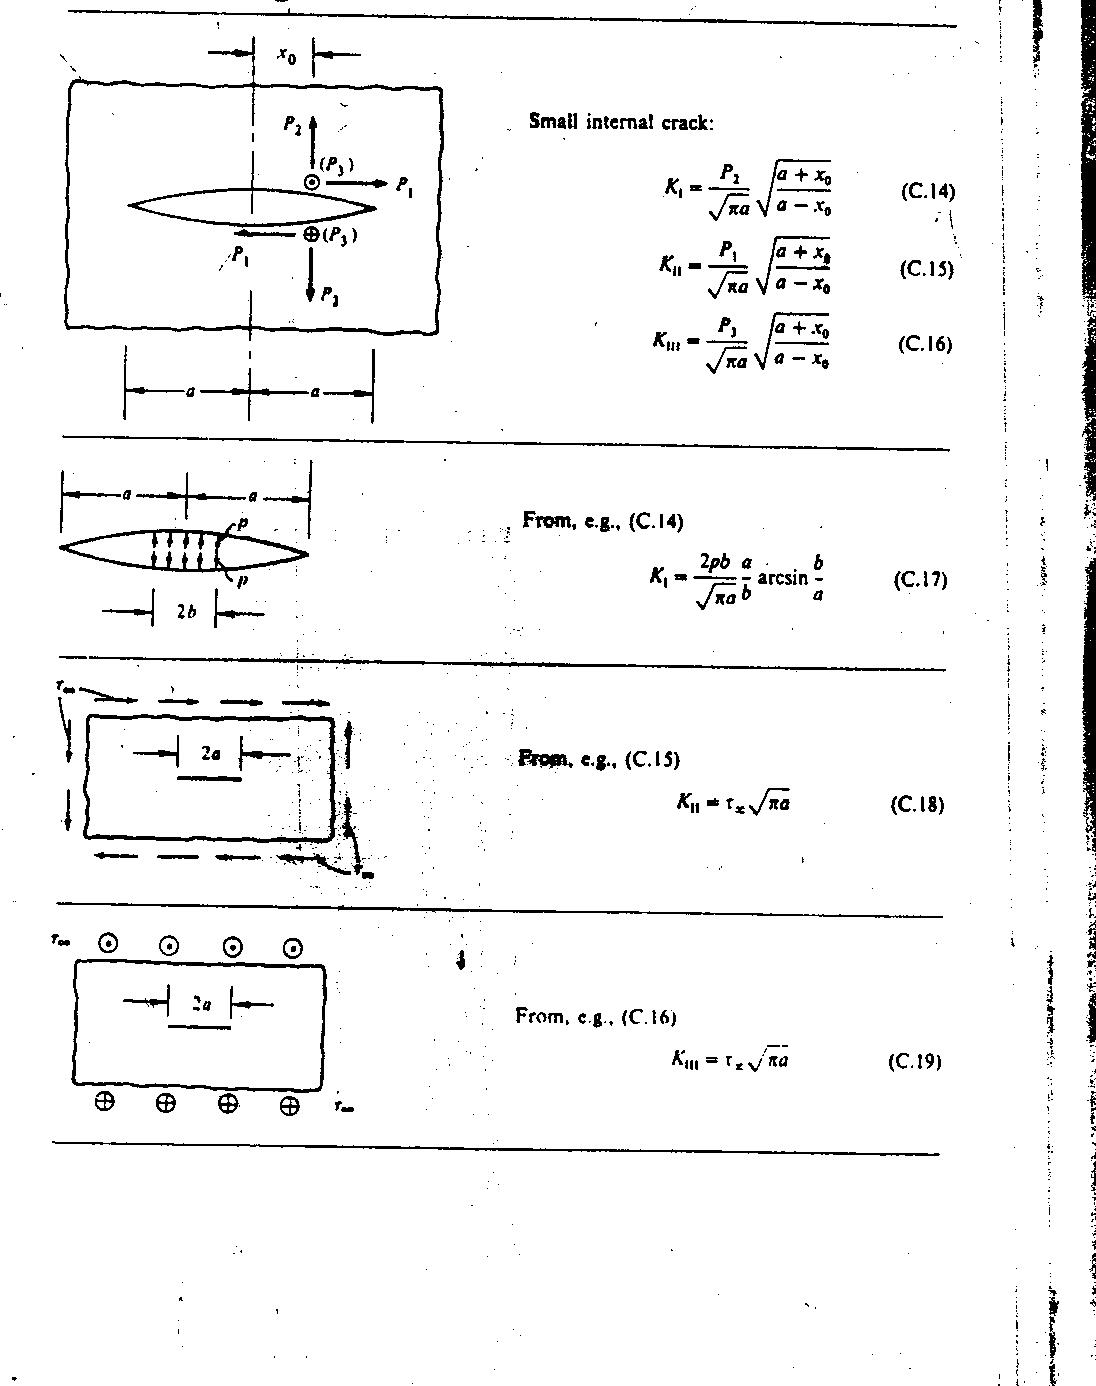 x₀
P₂
(P₃)
P₁
(P₃)
P₁
P₂
a a
Small internal crack:
K_I = P₂/√(πa) √((a + x₀)/(a − x₀)) (C.14)
K_II = P₁/√(πa) √((a + x₀)/(a − x₀)) (C.15)
K_III = P₃/√(πa) √((a + x₀)/(a − x₀)) (C.16)
a a
p
p
2b
From, e.g., (C.14)
K_I = 2pb/√(πa) a/b arcsin b/a (C.17)
τ∞
2a
From, e.g., (C.15)
K_II = τ∞√(πa) (C.18)
τ∞
2a
τ∞
From, e.g., (C.16)
K_III = τ∞√(πa) (C.19)